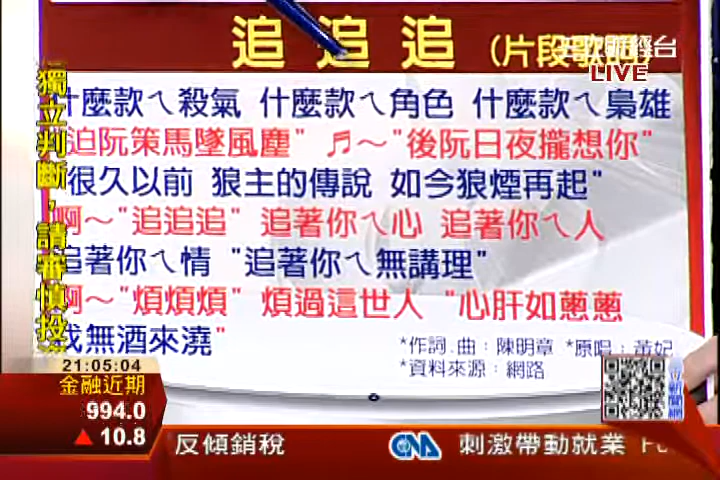 追 追 追 (片段歌詞)
LIVE
什麼款ㄟ殺氣 什麼款ㄟ角色 什麼款ㄟ梟雄
迫阮策馬墜風塵" ♬～"後阮日夜攏想你"
"很久以前 狼主的傳說 如今狼煙再起"
啊～"追追追" 追著你ㄟ心 追著你ㄟ人
追著你ㄟ情 "追著你ㄟ無講理"
啊～"煩煩煩" 煩過這世人 "心肝如蔥蔥
找無酒來澆"
*作詞.曲：陳明章 *原唱：黃妃
*資料來源：網路
獨立判斷，請審慎投
21:05:04
金融近期
994.0
▲10.8
反傾銷稅 CNA 刺激帶動就業